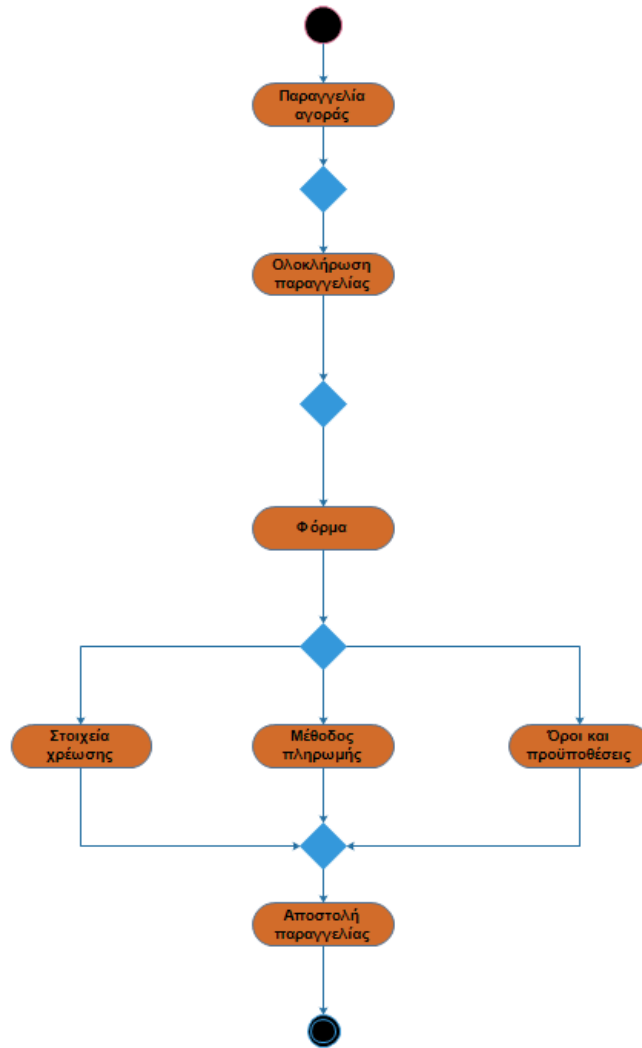 Παραγγελία
αγοράς
Ολοκλήρωση
παραγγελίας
Φόρμα
Στοιχεία
χρέωσης
Μέθοδος
πληρωμής
Όροι και
προϋποθέσεις
Αποστολή
παραγγελίας